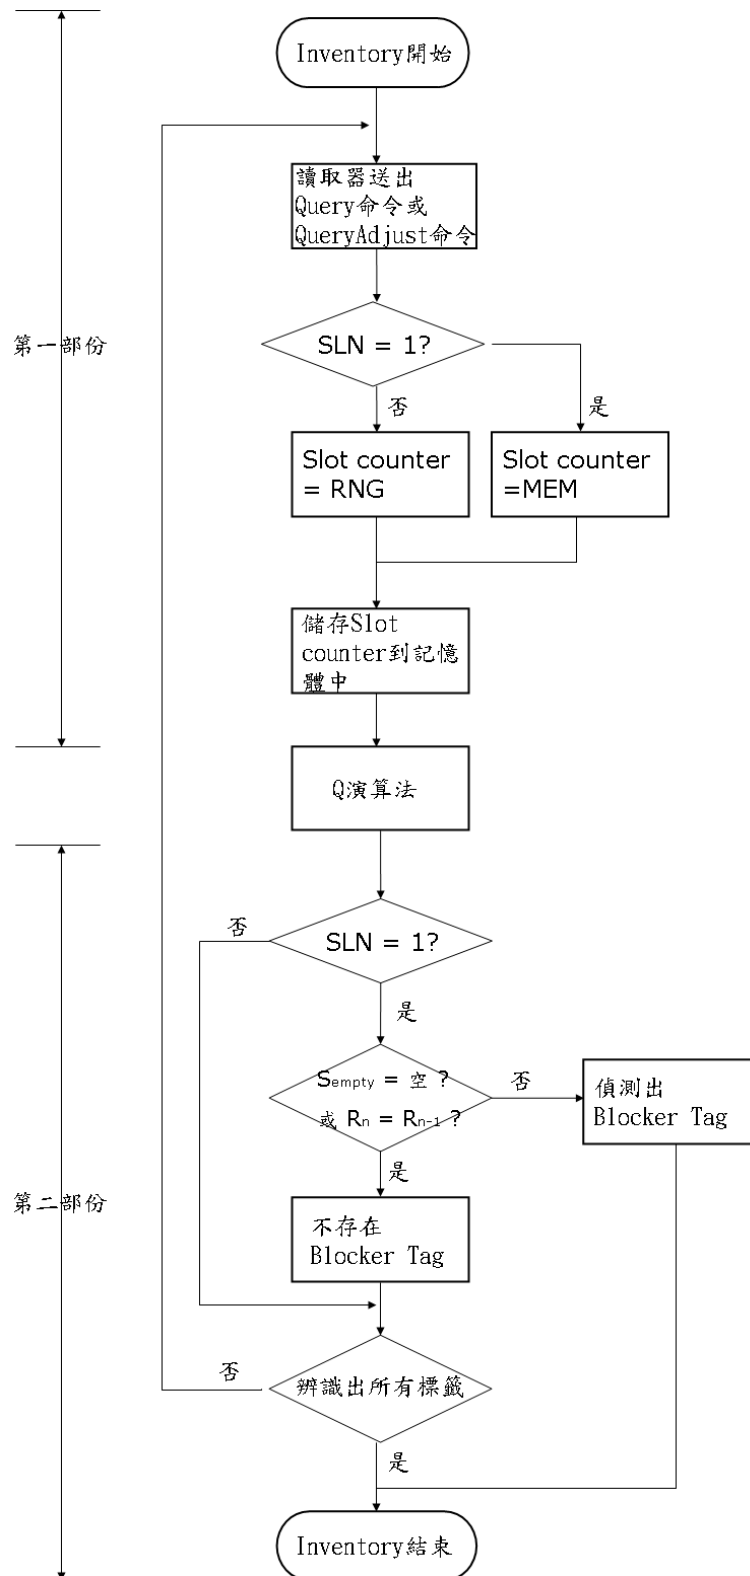 Inventory開始
讀取器送出
Query命令或
QueryAdjust命令
第一部份
SLN = 1?
否
是
Slot counter
= RNG
Slot counter
=MEM
儲存Slot
counter到記憶
體中
Q演算法
否
SLN = 1?
是
Sempty = 空 ?
或 Rn = Rn-1 ?
否
偵測出
Blocker Tag
是
第二部份
不存在
Blocker Tag
否
辨識出所有標籤
是
Inventory結束